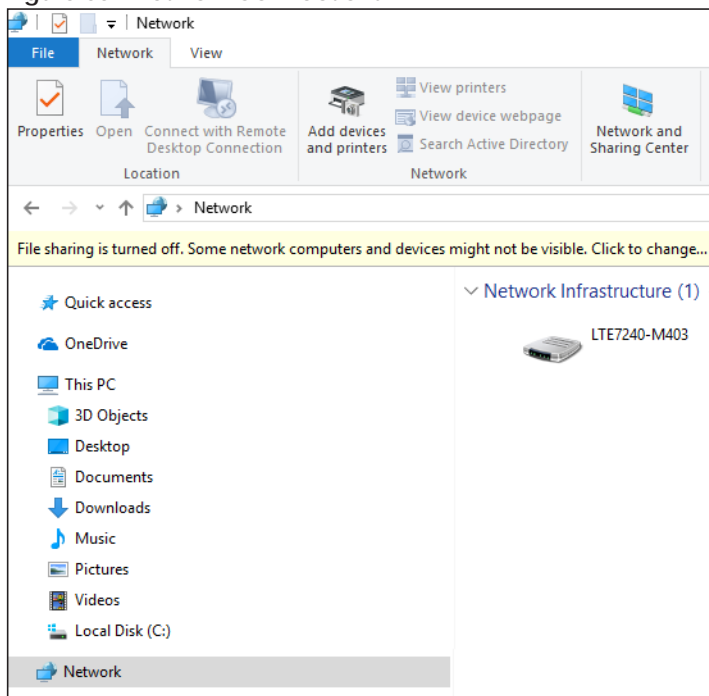 Network
File Network View
Properties Open Connect with Remote Desktop Connection
Add devices and printers
View printers
View device webpage
Search Active Directory
Network and Sharing Center
Location Network
Network
File sharing is turned off. Some network computers and devices might not be visible. Click to change...
Quick access
OneDrive
This PC
3D Objects
Desktop
Documents
Downloads
Music
Pictures
Videos
Local Disk (C:)
Network
Network Infrastructure (1)
LTE7240-M403